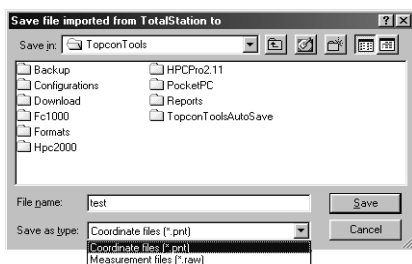 Save file imported from TotalStation to
Save in: TopconTools
Backup
Configurations
Download
Fc1000
Formats
Hpc2000
HPCPro2.11
PocketPC
Reports
TopconToolsAutoSave
File name: test Save
Save as type: Coordinate files (*.pnt) Cancel
Coordinate files (*.pnt)
Measurement files (*.raw)